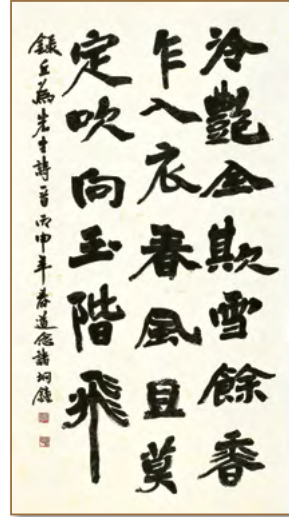 冷艷全欺雪餘香
乍入衣春風且莫
定吹向玉階飛
錄丘為先生詩一首丙申年春